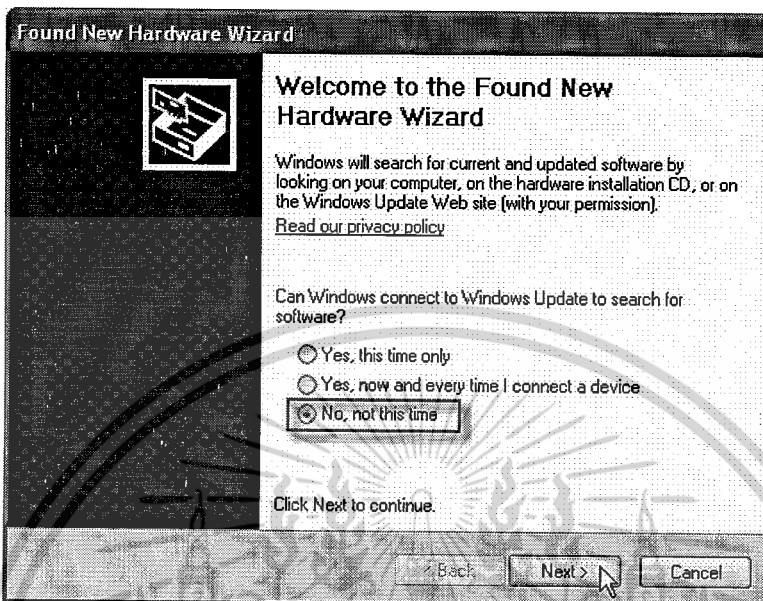 Found New Hardware Wizard
Welcome to the Found New
Hardware Wizard
Windows will search for current and updated software by
looking on your computer, on the hardware installation CD, or on
the Windows Update Web site (with your permission).
Read our privacy policy
Can Windows connect to Windows Update to search for
software?
Yes, this time only
Yes, now and every time I connect a device
No, not this time
Click Next to continue.
< Back
Next >
Cancel